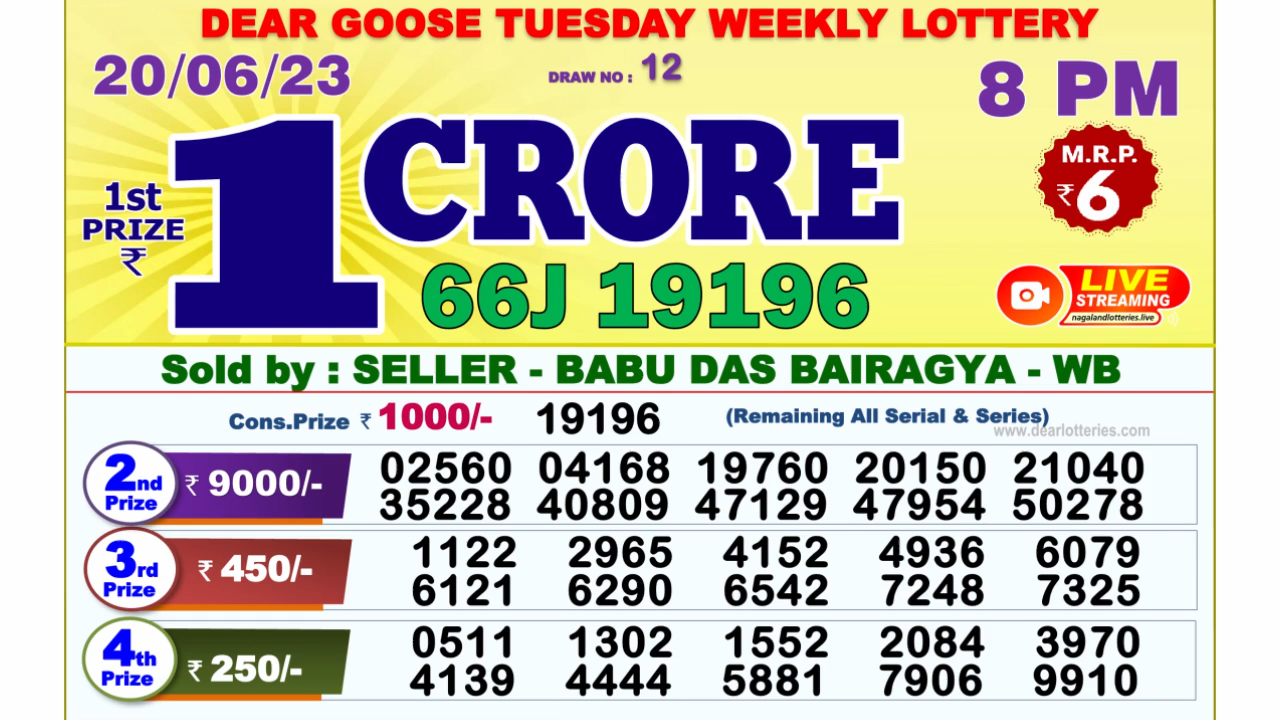 DEAR GOOSE TUESDAY WEEKLY LOTTERY
20/06/23
DRAW NO : 12
8 PM
1st PRIZE ₹ 1 CRORE
M.R.P. ₹ 6
66J 19196
LIVE STREAMING
nagalandlotteries.live
Sold by : SELLER - BABU DAS BAIRAGYA - WB
Cons.Prize ₹ 1000/- 19196 (Remaining All Serial & Series)
www.dearlotteries.com
2nd Prize ₹ 9000/-
02560 04168 19760 20150 21040
35228 40809 47129 47954 50278
3rd Prize ₹ 450/-
1122 2965 4152 4936 6079
6121 6290 6542 7248 7325
4th Prize ₹ 250/-
0511 1302 1552 2084 3970
4139 4444 5881 7906 9910